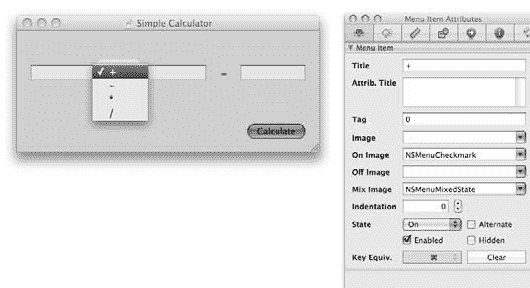 Simple Calculator
✓ +
-
*
/
=
Calculate
Menu Item Attributes
Menu Item
Title +
Attrib. Title
Tag 0
Image
On Image NSMenuCheckmark
Off Image
Mix Image NSMenuMixedState
Indentation 0
State On Alternate
Enabled Hidden
Key Equiv. ⌘ Clear